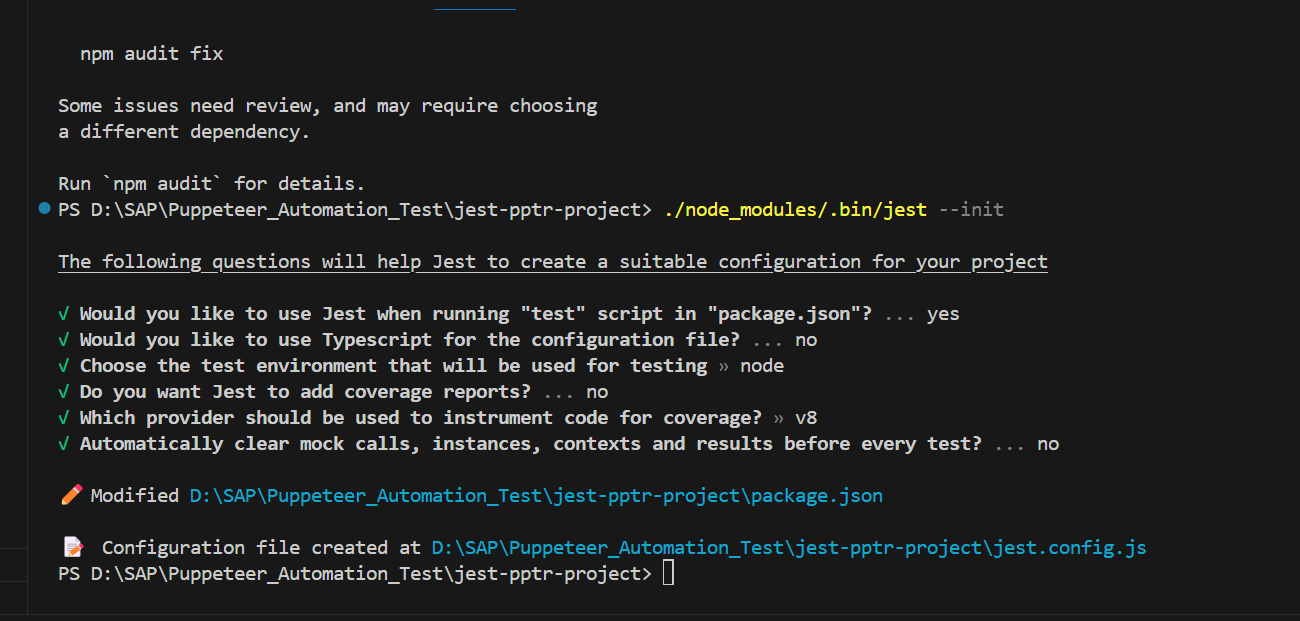 npm audit fix
Some issues need review, and may require choosing
a different dependency.
Run `npm audit` for details.
PS D:\SAP\Puppeteer_Automation_Test\jest-pptr-project> ./node_modules/.bin/jest --init
The following questions will help Jest to create a suitable configuration for your project
√ Would you like to use Jest when running "test" script in "package.json"? ... yes
√ Would you like to use Typescript for the configuration file? ... no
√ Choose the test environment that will be used for testing » node
√ Do you want Jest to add coverage reports? ... no
√ Which provider should be used to instrument code for coverage? » v8
√ Automatically clear mock calls, instances, contexts and results before every test? ... no
✏️ Modified D:\SAP\Puppeteer_Automation_Test\jest-pptr-project\package.json
📝 Configuration file created at D:\SAP\Puppeteer_Automation_Test\jest-pptr-project\jest.config.js
PS D:\SAP\Puppeteer_Automation_Test\jest-pptr-project>